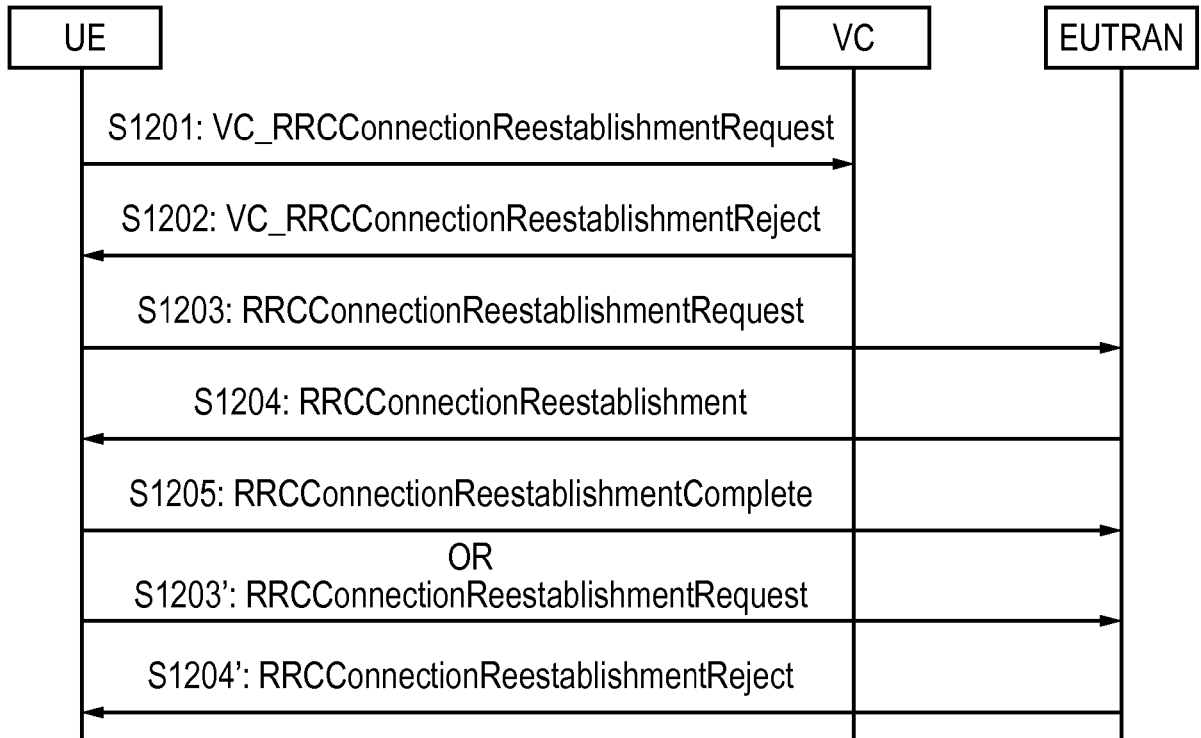 UE
VC
EUTRAN
S1201: VC_RRCConnectionReestablishmentRequest
S1202: VC_RRCConnectionReestablishmentReject
S1203: RRCConnectionReestablishmentRequest
S1204: RRCConnectionReestablishment
S1205: RRCConnectionReestablishmentComplete
OR
S1203’: RRCConnectionReestablishmentRequest
S1204’: RRCConnectionReestablishmentReject